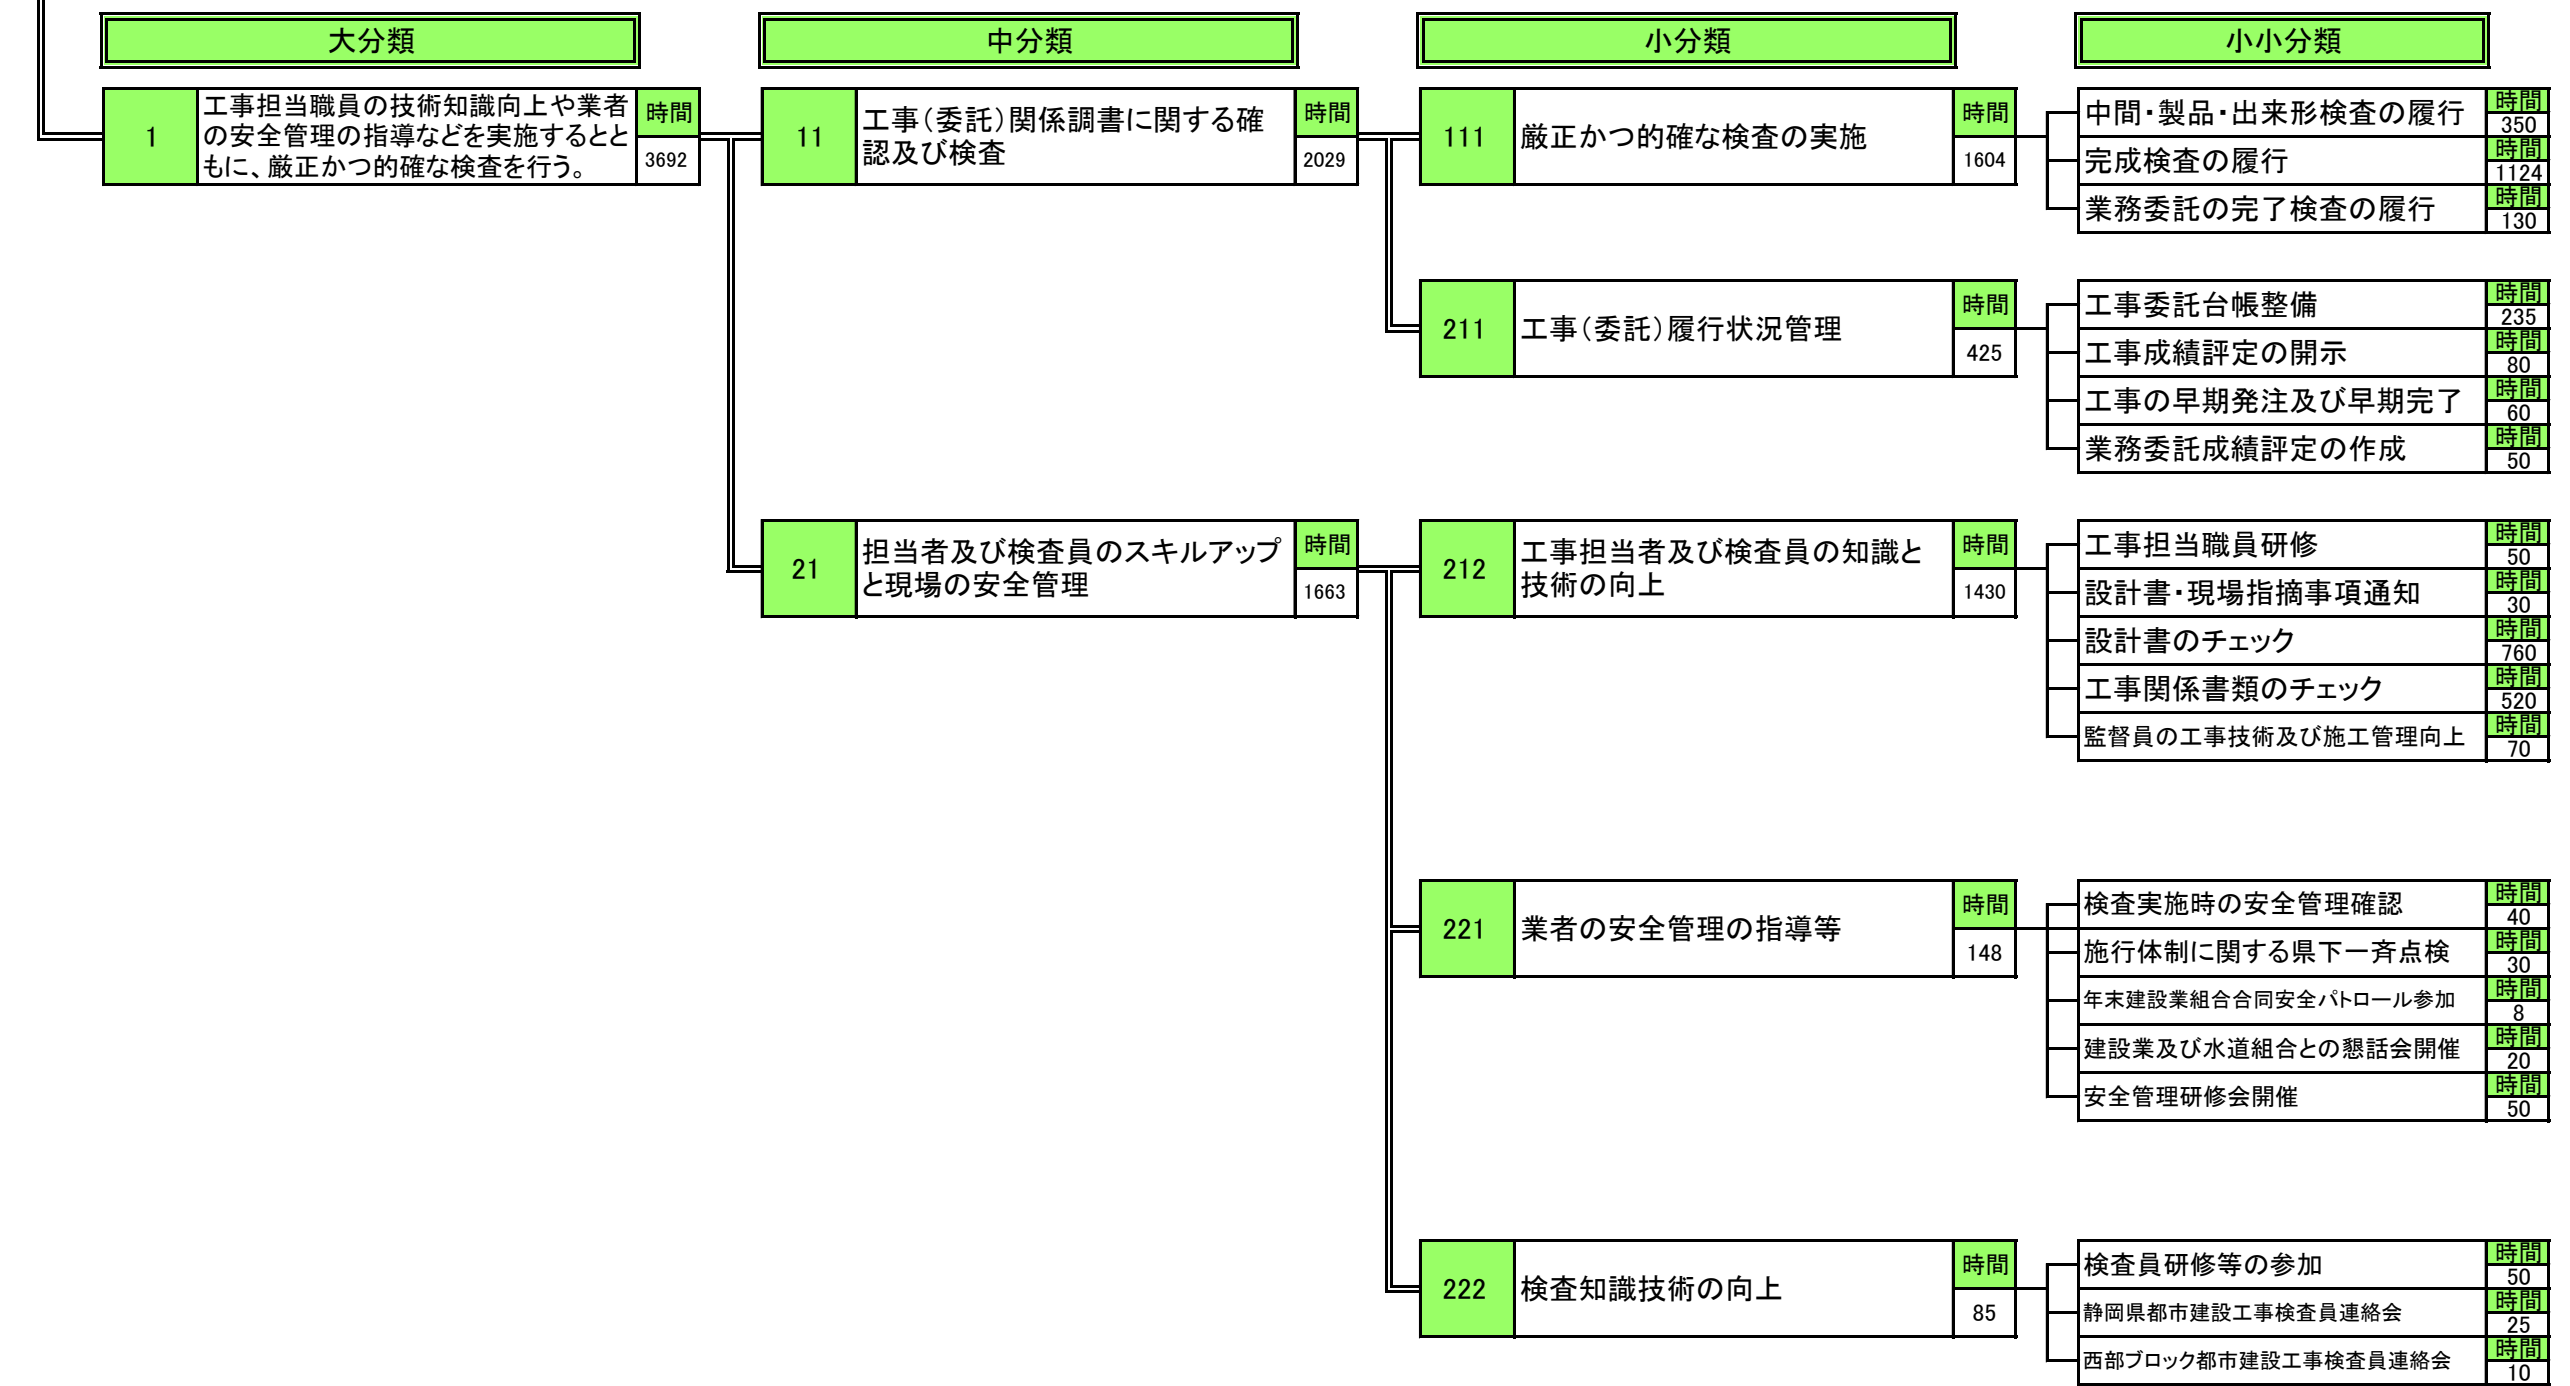 大分類
中分類
小分類
小小分類
1
工事担当職員の技術知識向上や業者
の安全管理の指導などを実施するとと
もに、厳正かつ的確な検査を行う。
時間
3692
11
工事(委託)関係調書に関する確
認及び検査
時間
2029
111
厳正かつ的確な検査の実施
時間
1604
中間・製品・出来形検査の履行
時間
350
完成検査の履行
時間
1124
業務委託の完了検査の履行
時間
130
211
工事(委託)履行状況管理
時間
425
工事委託台帳整備
時間
235
工事成績評定の開示
時間
80
工事の早期発注及び早期完了
時間
60
業務委託成績評定の作成
時間
50
21
担当者及び検査員のスキルアップ
と現場の安全管理
時間
1663
212
工事担当者及び検査員の知識と
技術の向上
時間
1430
工事担当職員研修
時間
50
設計書・現場指摘事項通知
時間
30
設計書のチェック
時間
760
工事関係書類のチェック
時間
520
監督員の工事技術及び施工管理向上
時間
70
221
業者の安全管理の指導等
時間
148
検査実施時の安全管理確認
時間
40
施行体制に関する県下一斉点検
時間
30
年末建設業組合合同安全パトロール参加
時間
8
建設業及び水道組合との懇話会開催
時間
20
安全管理研修会開催
時間
50
222
検査知識技術の向上
時間
85
検査員研修等の参加
時間
50
静岡県都市建設工事検査員連絡会
時間
25
西部ブロック都市建設工事検査員連絡会
時間
10